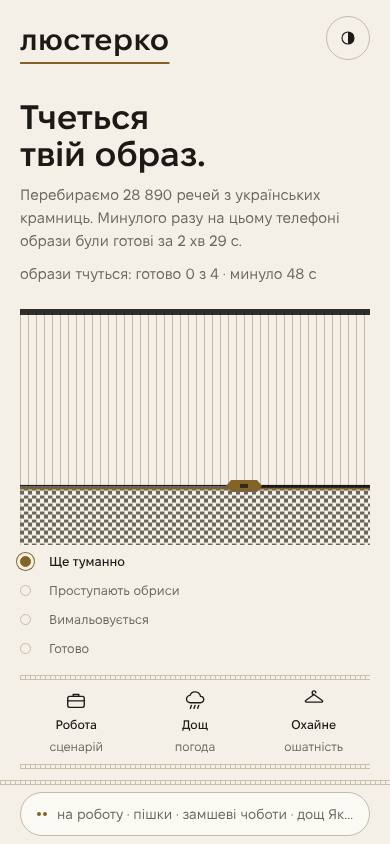 люстерко
Тчеться
твій образ.
Перебираємо 28 890 речей з українських
крамниць. Минулого разу на цьому телефоні
образи були готові за 2 хв 29 с.
образи тчуться: готово 0 з 4 · минуло 48 с
Ще туманно
Проступають обриси
Вимальовується
Готово
Робота
сценарій
Дощ
погода
Охайне
ошатність
на роботу · пішки · замшеві чоботи · дощ Як…